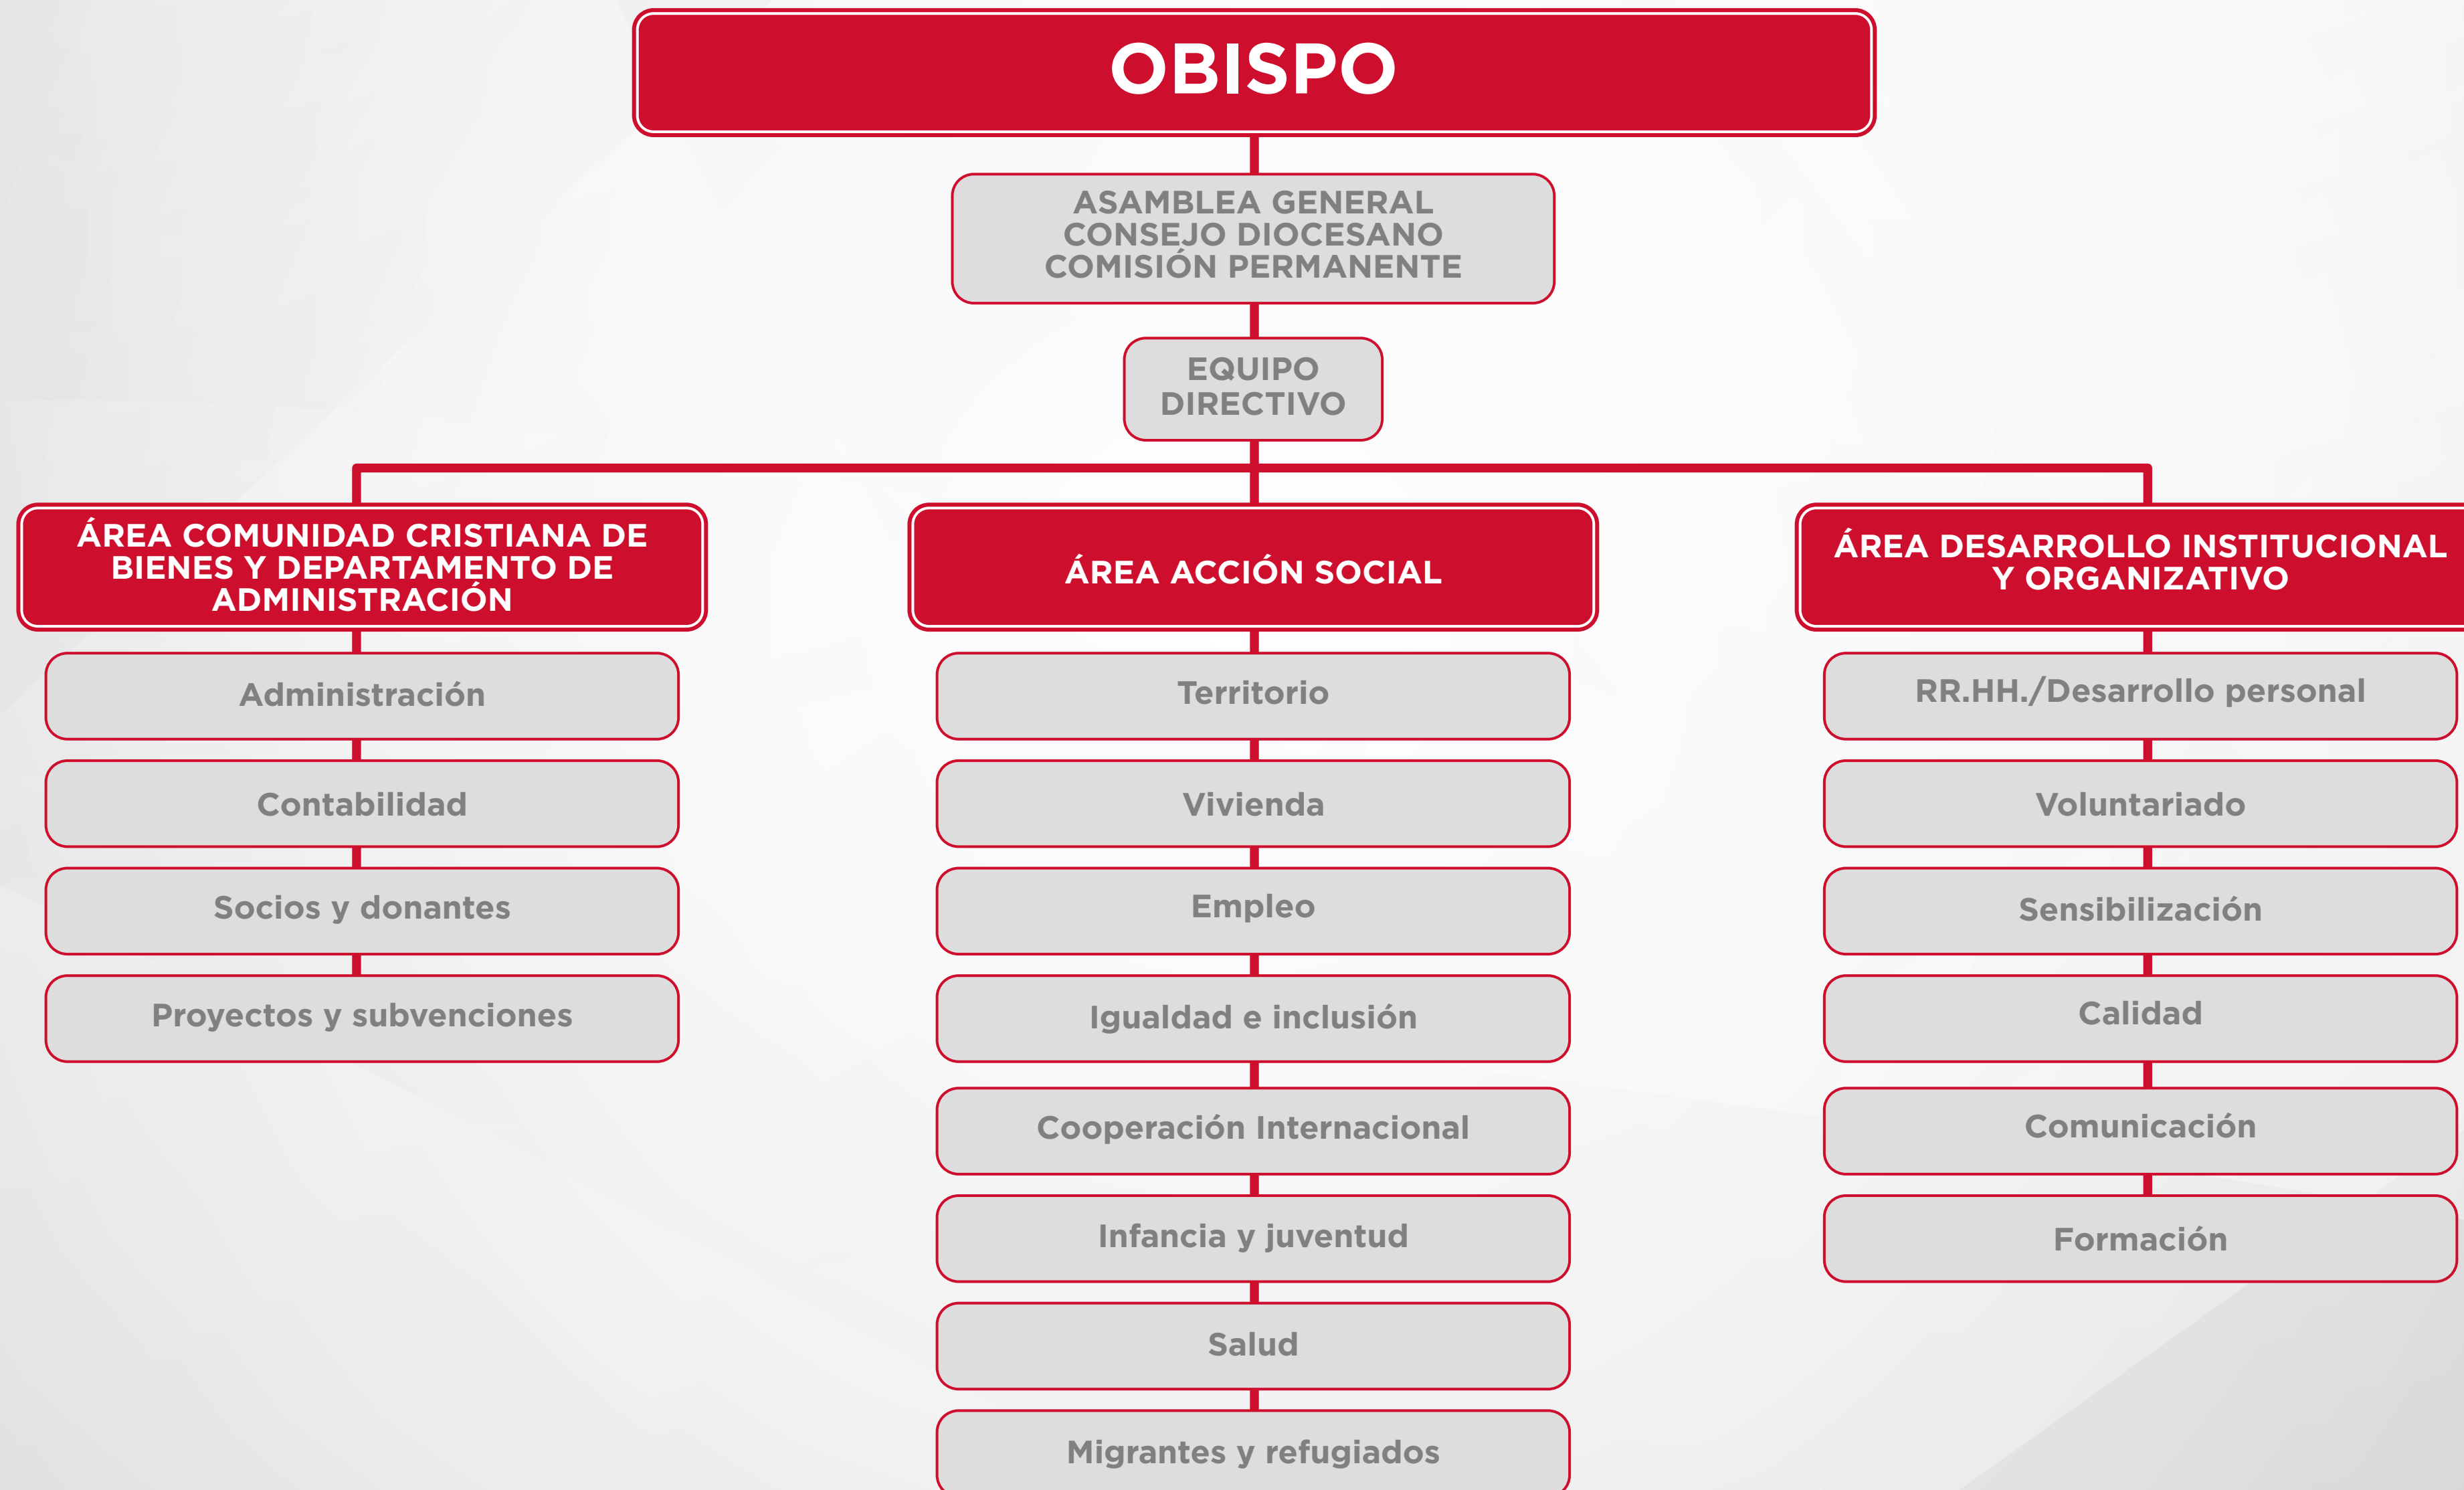 OBISPO
ASAMBLEA GENERAL
CONSEJO DIOCESANO
COMISIÓN PERMANENTE
EQUIPO
DIRECTIVO
ÁREA COMUNIDAD CRISTIANA DE
BIENES Y DEPARTAMENTO DE
ADMINISTRACIÓN
Administración
Contabilidad
Socios y donantes
Proyectos y subvenciones
ÁREA ACCIÓN SOCIAL
Territorio
Vivienda
Empleo
Igualdad e inclusión
Cooperación Internacional
Infancia y juventud
Salud
Migrantes y refugiados
ÁREA DESARROLLO INSTITUCIONAL
Y ORGANIZATIVO
RR.HH./Desarrollo personal
Voluntariado
Sensibilización
Calidad
Comunicación
Formación